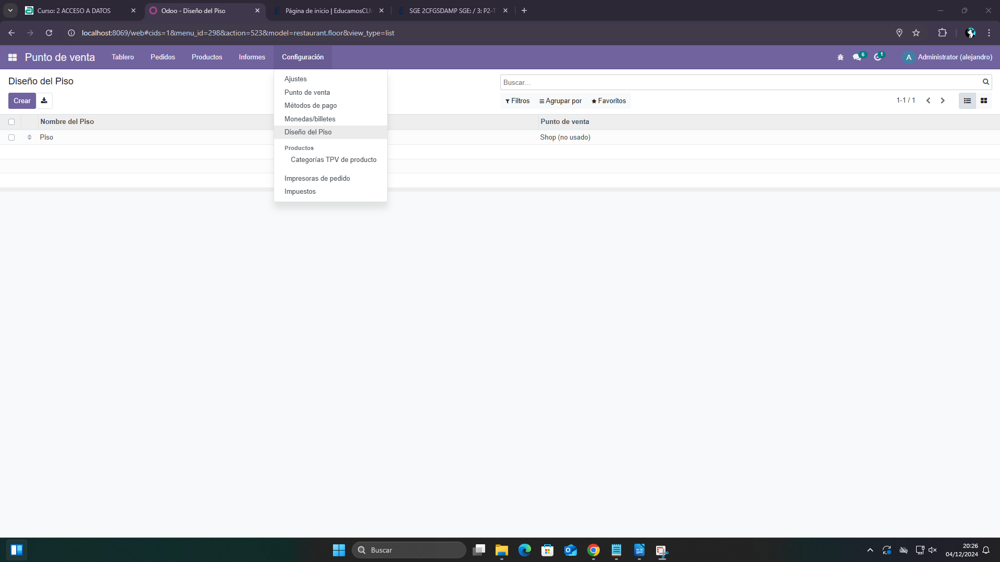 Curso: 2 ACCESO A DATOS
Odoo - Diseño del Piso
Página de inicio | EducamosCLM
SGE 2CFGSDAMP SGE: / 3: P2-T
localhost:8069/web#cids=1&menu_id=298&action=523&model=restaurant.floor&view_type=list
Punto de venta
Tablero
Pedidos
Productos
Informes
Configuración
6
1
A
Administrator (alejandro)
Diseño del Piso
Buscar...
Crear
Filtros
Agrupar por
Favoritos
1-1 / 1
Nombre del Piso
Punto de venta
Piso
Shop (no usado)
Ajustes
Punto de venta
Métodos de pago
Monedas/billetes
Diseño del Piso
Productos
Categorías TPV de producto
Impresoras de pedido
Impuestos
Buscar
20:26
04/12/2024